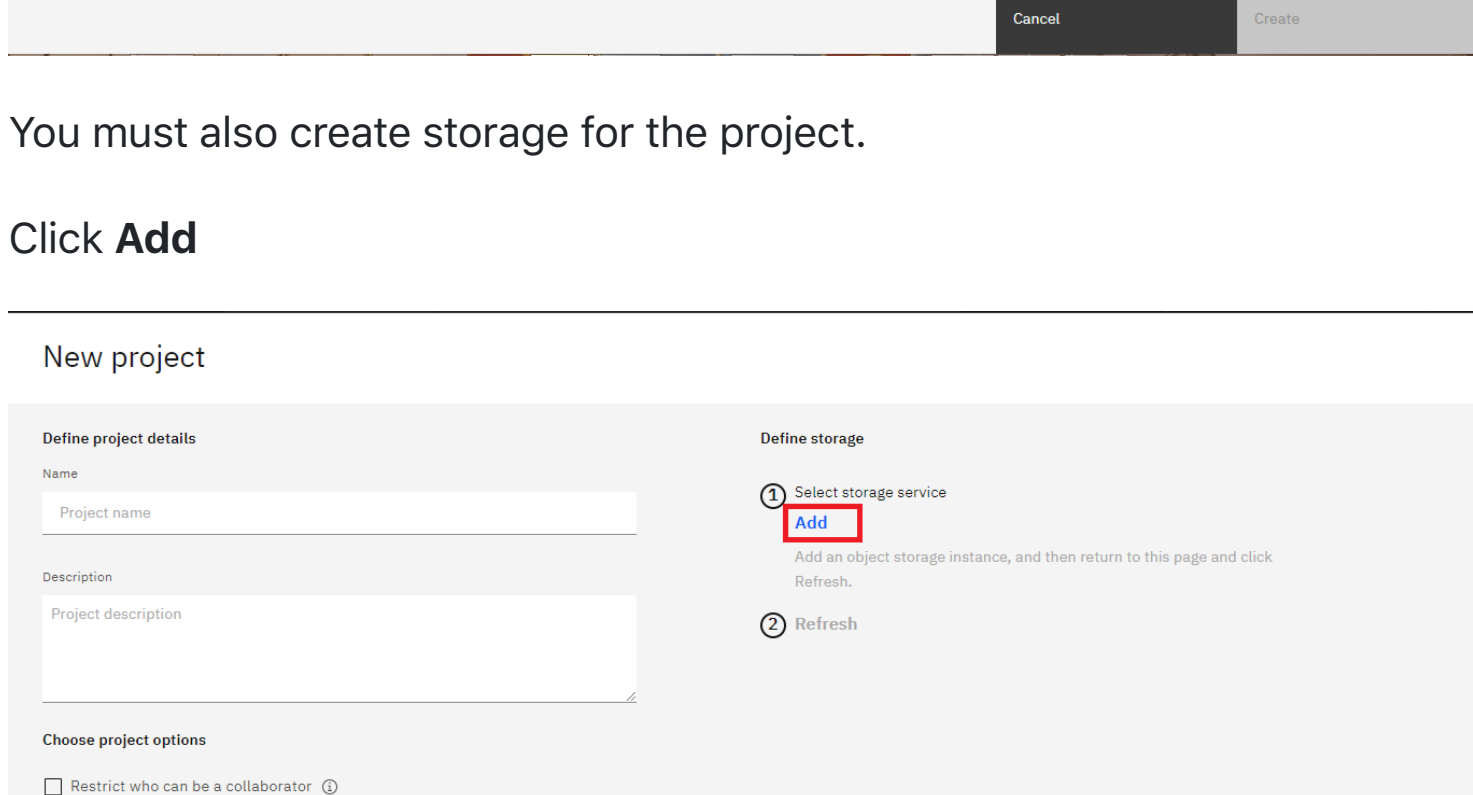 Cancel Create
You must also create storage for the project.
Click Add
New project
Define project details
Name
Project name
Description
Project description
Choose project options
Restrict who can be a collaborator
Define storage
1 Select storage service
Add
Add an object storage instance, and then return to this page and click
Refresh.
2 Refresh